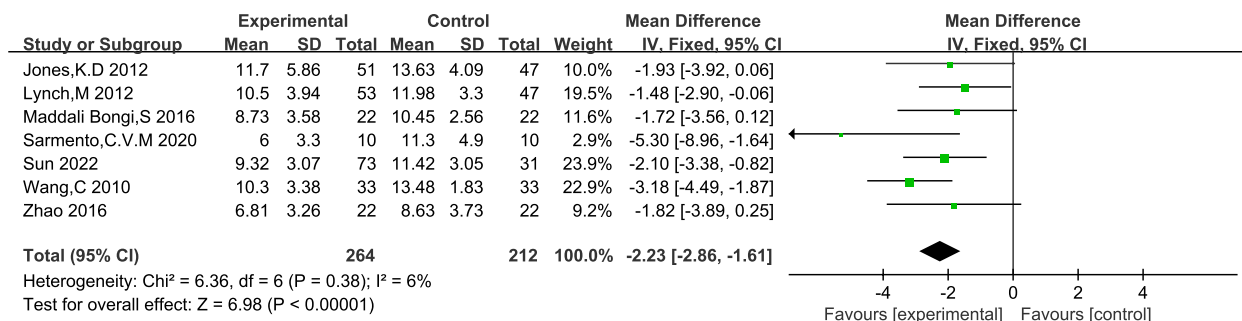 Experimental Control Mean Difference Mean Difference
Study or Subgroup Mean SD Total Mean SD Total Weight IV, Fixed, 95% CI IV, Fixed, 95% CI
Jones,K.D 2012 11.7 5.86 51 13.63 4.09 47 10.0% -1.93 [-3.92, 0.06]
Lynch,M 2012 10.5 3.94 53 11.98 3.3 47 19.5% -1.48 [-2.90, -0.06]
Maddali Bongi,S 2016 8.73 3.58 22 10.45 2.56 22 11.6% -1.72 [-3.56, 0.12]
Sarmento,C.V.M 2020 6 3.3 10 11.3 4.9 10 2.9% -5.30 [-8.96, -1.64]
Sun 2022 9.32 3.07 73 11.42 3.05 31 23.9% -2.10 [-3.38, -0.82]
Wang,C 2010 10.3 3.38 33 13.48 1.83 33 22.9% -3.18 [-4.49, -1.87]
Zhao 2016 6.81 3.26 22 8.63 3.73 22 9.2% -1.82 [-3.89, 0.25]
Total (95% CI) 264 212 100.0% -2.23 [-2.86, -1.61]
Heterogeneity: Chi² = 6.36, df = 6 (P = 0.38); I² = 6%
Test for overall effect: Z = 6.98 (P < 0.00001)
-4 -2 0 2 4
Favours [experimental] Favours [control]